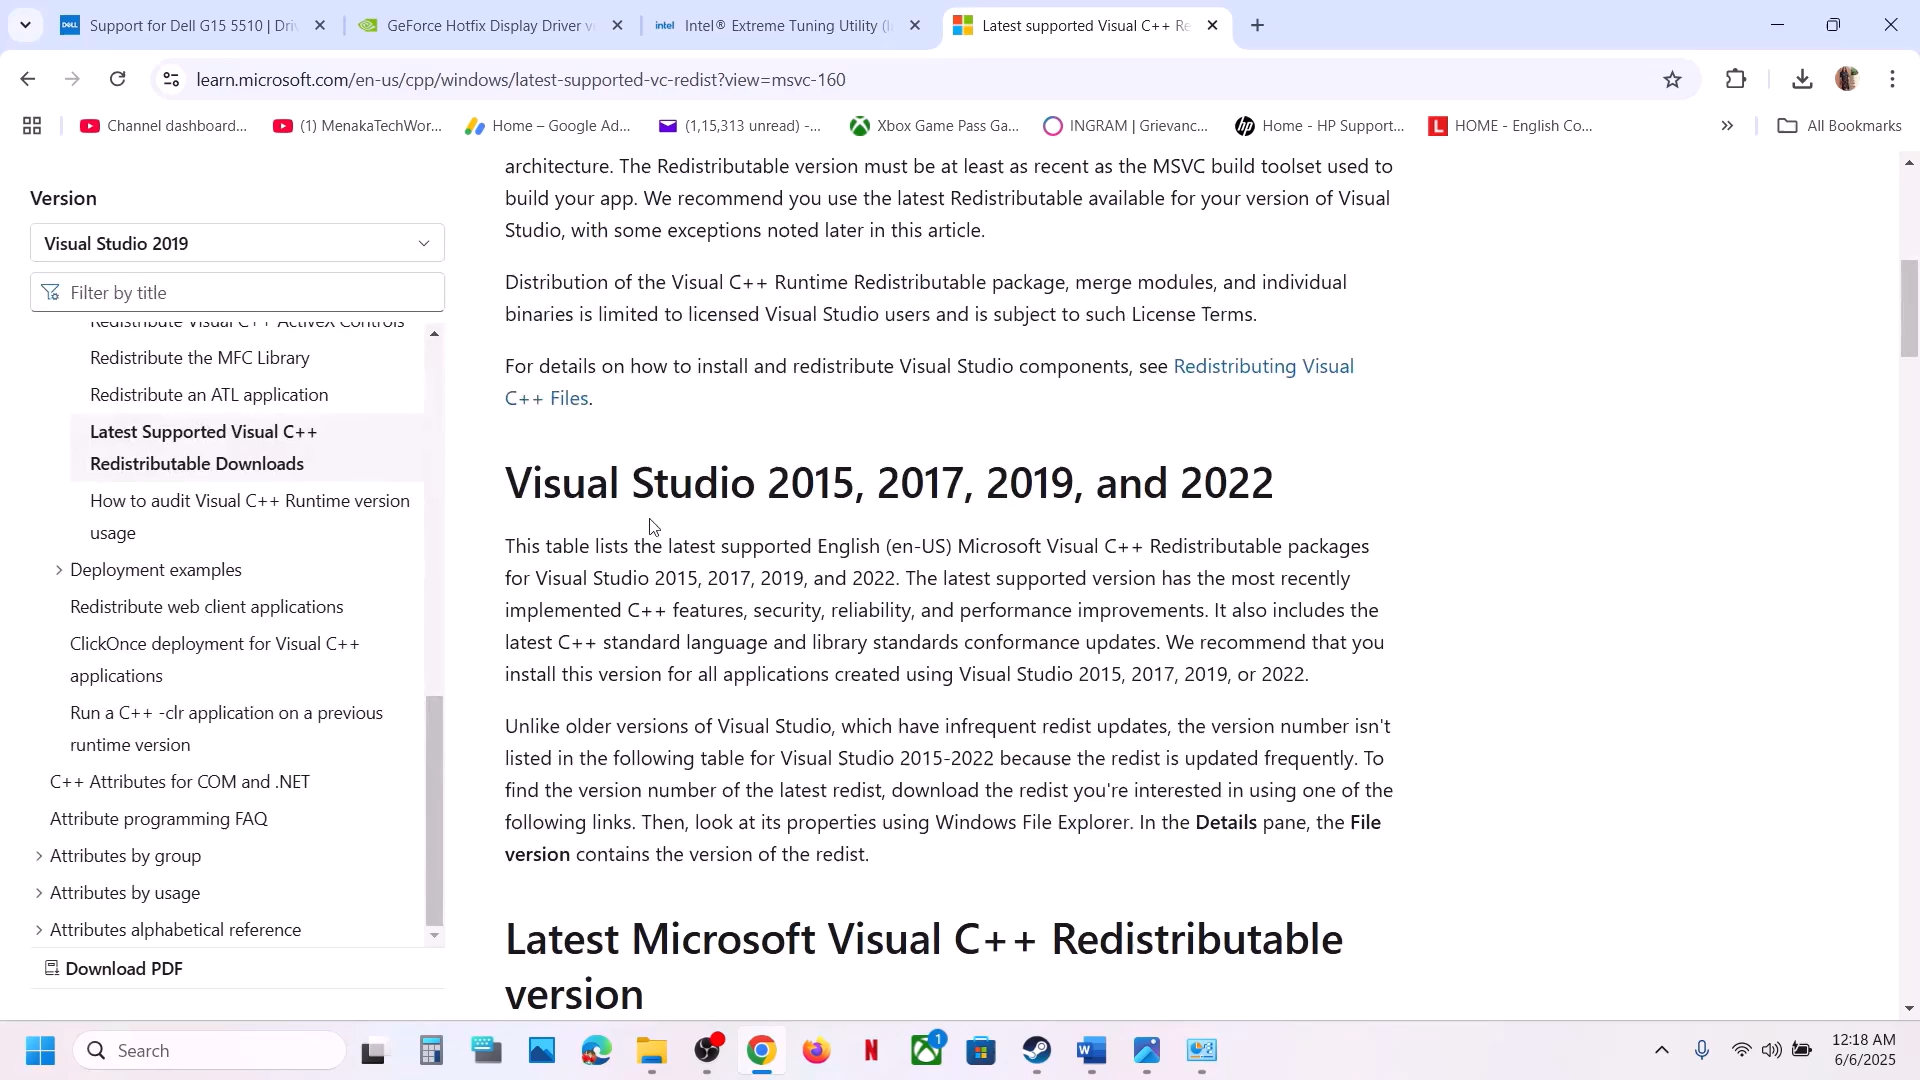 Support for Dell G15 5510 | Dri
GeForce Hotfix Display Driver v
intel Intel® Extreme Tuning Utility (I
Latest supported Visual C++ Re
learn.microsoft.com/en-us/cpp/windows/latest-supported-vc-redist?view=msvc-160
Channel dashboard...
(1) MenakaTechWor...
Home – Google Ad...
(1,15,313 unread) -...
Xbox Game Pass Ga...
INGRAM | Grievanc...
Home - HP Support...
HOME - English Co...
All Bookmarks
Version
Visual Studio 2019
Filter by title
Redistribute Visual C++ ActiveX Controls
Redistribute the MFC Library
Redistribute an ATL application
Latest Supported Visual C++
Redistributable Downloads
How to audit Visual C++ Runtime version
usage
Deployment examples
Redistribute web client applications
ClickOnce deployment for Visual C++
applications
Run a C++ -clr application on a previous
runtime version
C++ Attributes for COM and .NET
Attribute programming FAQ
Attributes by group
Attributes by usage
Attributes alphabetical reference
Download PDF
architecture. The Redistributable version must be at least as recent as the MSVC build toolset used to
build your app. We recommend you use the latest Redistributable available for your version of Visual
Studio, with some exceptions noted later in this article.
Distribution of the Visual C++ Runtime Redistributable package, merge modules, and individual
binaries is limited to licensed Visual Studio users and is subject to such License Terms.
For details on how to install and redistribute Visual Studio components, see Redistributing Visual
C++ Files.
Visual Studio 2015, 2017, 2019, and 2022
This table lists the latest supported English (en-US) Microsoft Visual C++ Redistributable packages
for Visual Studio 2015, 2017, 2019, and 2022. The latest supported version has the most recently
implemented C++ features, security, reliability, and performance improvements. It also includes the
latest C++ standard language and library standards conformance updates. We recommend that you
install this version for all applications created using Visual Studio 2015, 2017, 2019, or 2022.
Unlike older versions of Visual Studio, which have infrequent redist updates, the version number isn't
listed in the following table for Visual Studio 2015-2022 because the redist is updated frequently. To
find the version number of the latest redist, download the redist you're interested in using one of the
following links. Then, look at its properties using Windows File Explorer. In the Details pane, the File
version contains the version of the redist.
Latest Microsoft Visual C++ Redistributable
version
Search
1
12:18 AM
6/6/2025